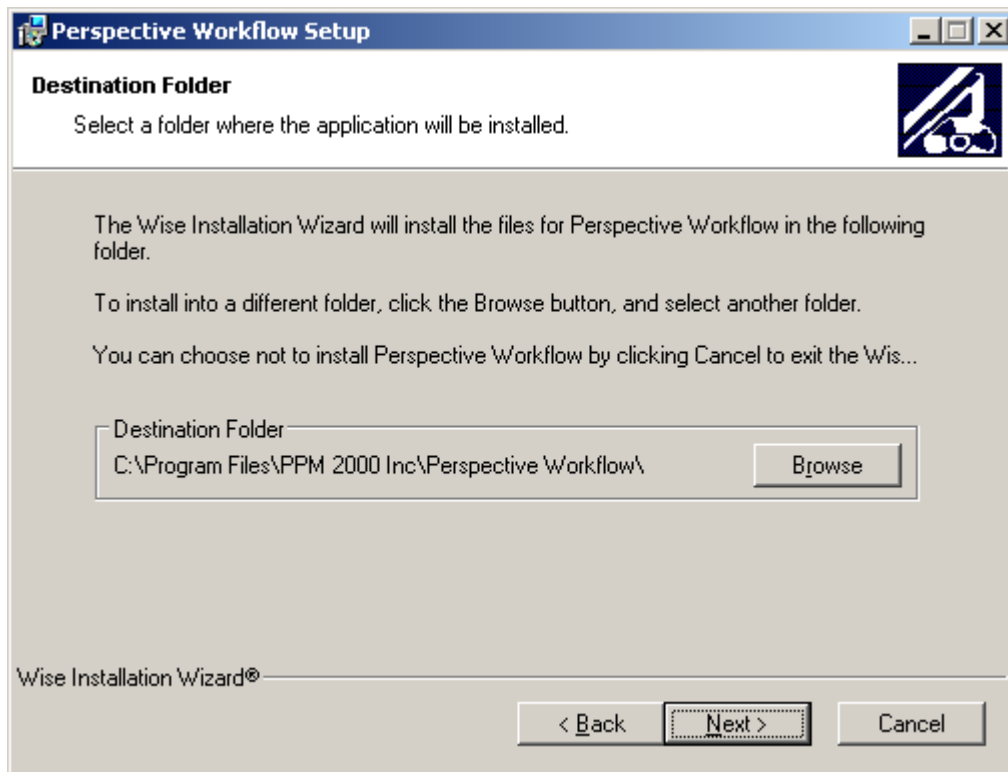 Perspective Workflow Setup
Destination Folder
Select a folder where the application will be installed.
The Wise Installation Wizard will install the files for Perspective Workflow in the following
folder.
To install into a different folder, click the Browse button, and select another folder.
You can choose not to install Perspective Workflow by clicking Cancel to exit the Wis...
Destination Folder
C:\Program Files\PPM 2000 Inc\Perspective Workflow\
Browse
Wise Installation Wizard®
< Back
Next >
Cancel